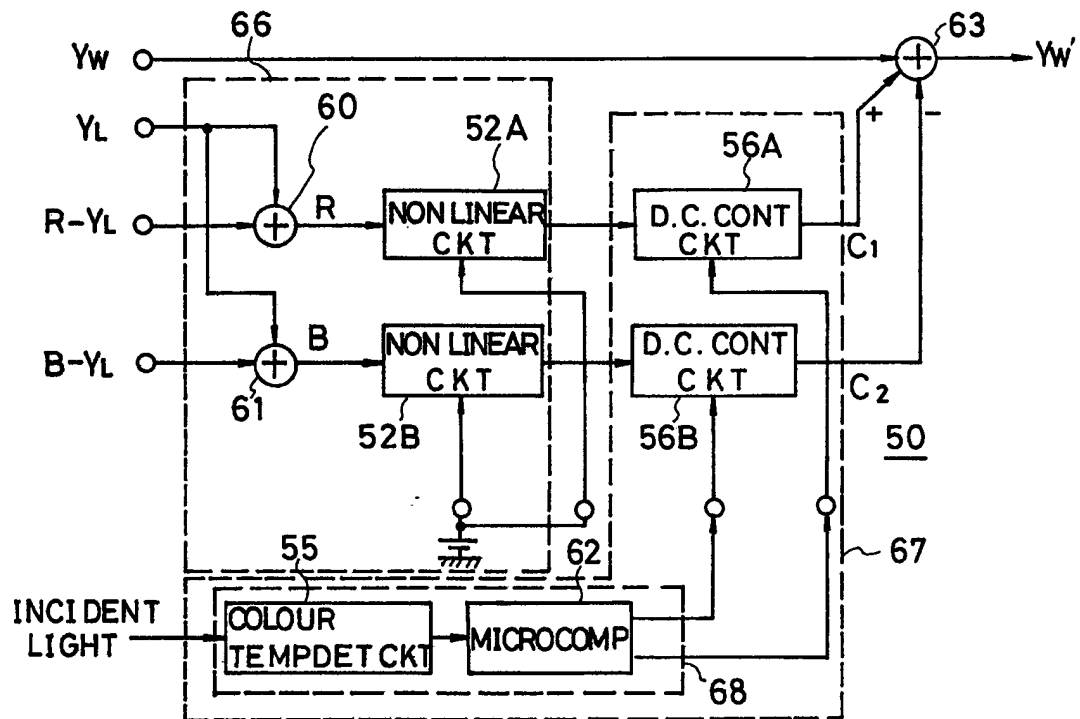 66
63
Yw
Yw'
YL
60
52A
56A
+
-
R-YL
R
NON LINEAR
CKT
D.C. CONT
CKT
C1
B-YL
B
NON LINEAR
CKT
D.C. CONT
CKT
C2
61
52B
56B
50
55
62
67
INCIDENT
LIGHT
COLOUR
TEMPDET CKT
MICROCOMP
68